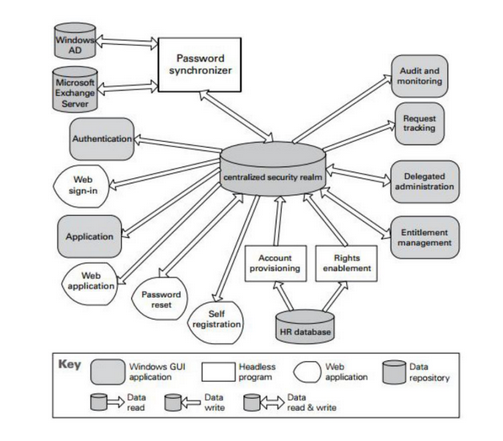 Windows
AD
Microsoft
Exchange
Server
Password
synchronizer
Audit and
monitoring
Request
tracking
Authentication
centralized security realm
Delegated
administration
Web
sign-in
Application
Entitlement
management
Web
application
Account
provisioning
Rights
enablement
Password
reset
Self
registration
HR database
Key
Windows GUI
application
Headless
program
Web
application
Data
repository
Data
read
Data
write
Data
read & write